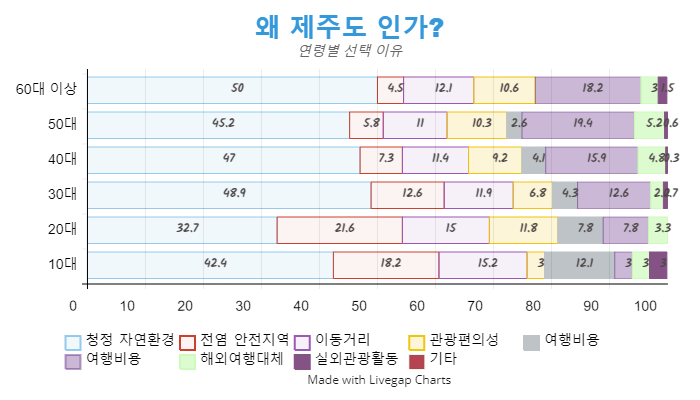 왜 제주도 인가?
연령별 선택 이유
60대 이상 50 4.5 12.1 10.6 18.2 3 1.5
50대 45.2 5.8 11 10.3 2.6 19.4 5.2 0.6
40대 47 7.3 11.4 9.2 4.1 15.9 4.8 0.3
30대 48.9 12.6 11.9 6.8 4.3 12.6 2.2 0.7
20대 32.7 21.6 15 11.8 7.8 7.8 3.3
10대 42.4 18.2 15.2 3 12.1 3 3 3
0 10 20 30 40 50 60 70 80 90 100
청정 자연환경 전염 안전지역 이동거리 관광편의성 여행비용
여행비용 해외여행대체 실외관광활동 기타
Made with Livegap Charts